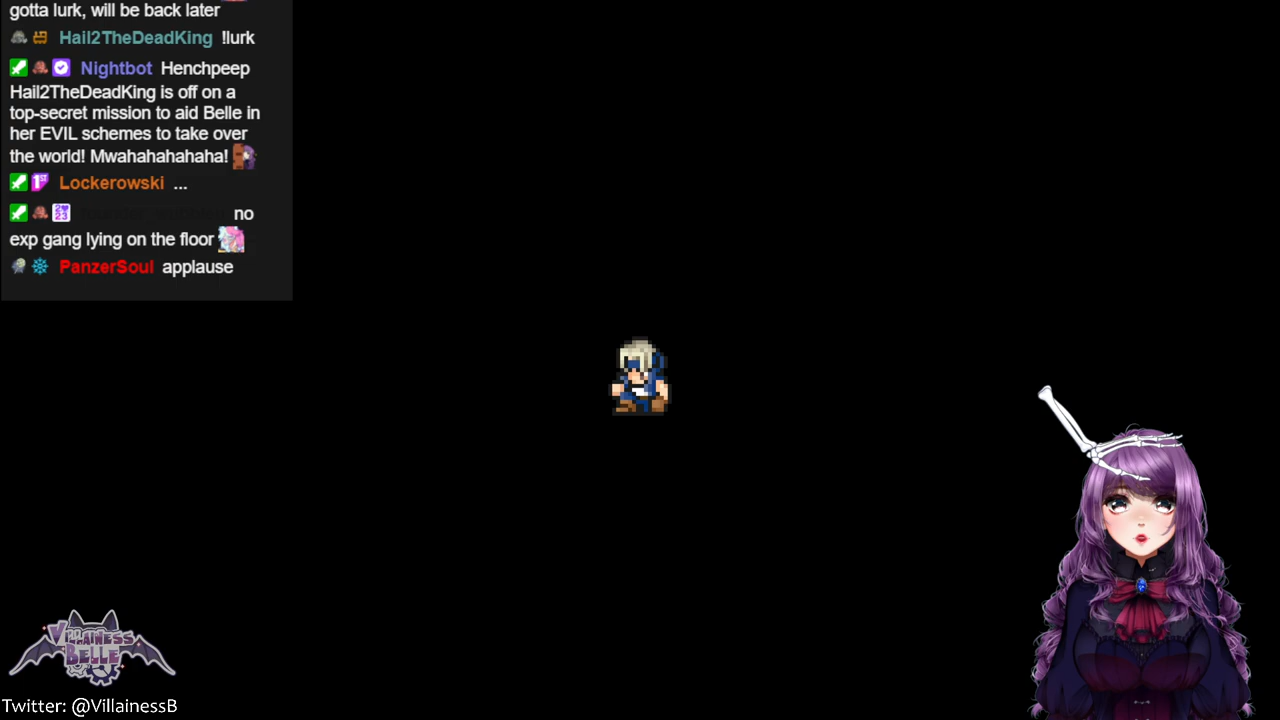 gotta lurk, will be back later
Hail2TheDeadKing !lurk
Nightbot Henchpeep
Hail2TheDeadKing is off on a
top-secret mission to aid Belle in
her EVIL schemes to take over
the world! Mwahahahahaha!
Lockerowski ...
no
exp gang lying on the floor
PanzerSoul applause
VILLAINESS
BELLE
Twitter: @VillainessB